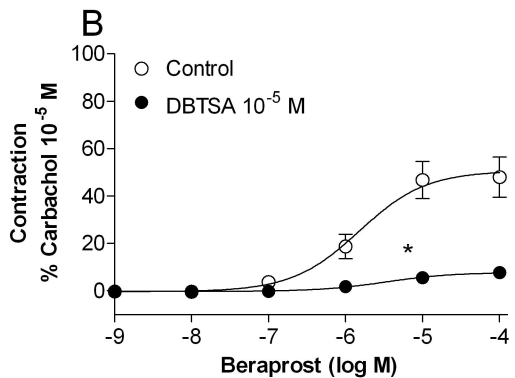 B
Control
DBTSA 10⁻⁵ M
Contraction
% Carbachol 10⁻⁵ M
100
80
60
40
20
0
*
-9 -8 -7 -6 -5 -4
Beraprost (log M)